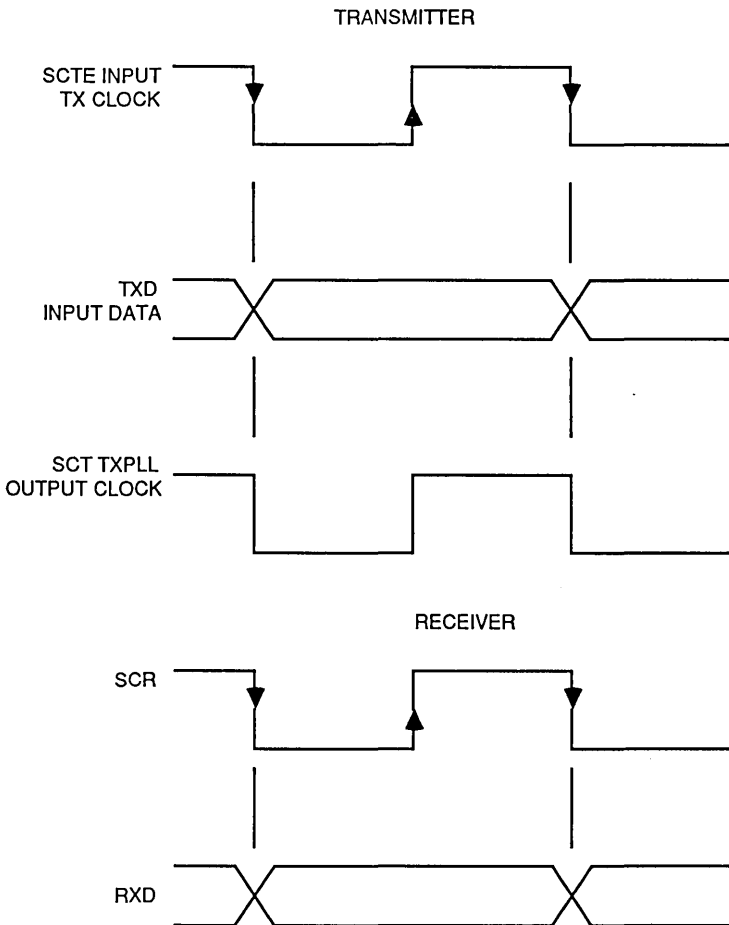 TRANSMITTER
SCTE INPUT
TX CLOCK
TXD
INPUT DATA
SCT TXPLL
OUTPUT CLOCK
RECEIVER
SCR
RXD